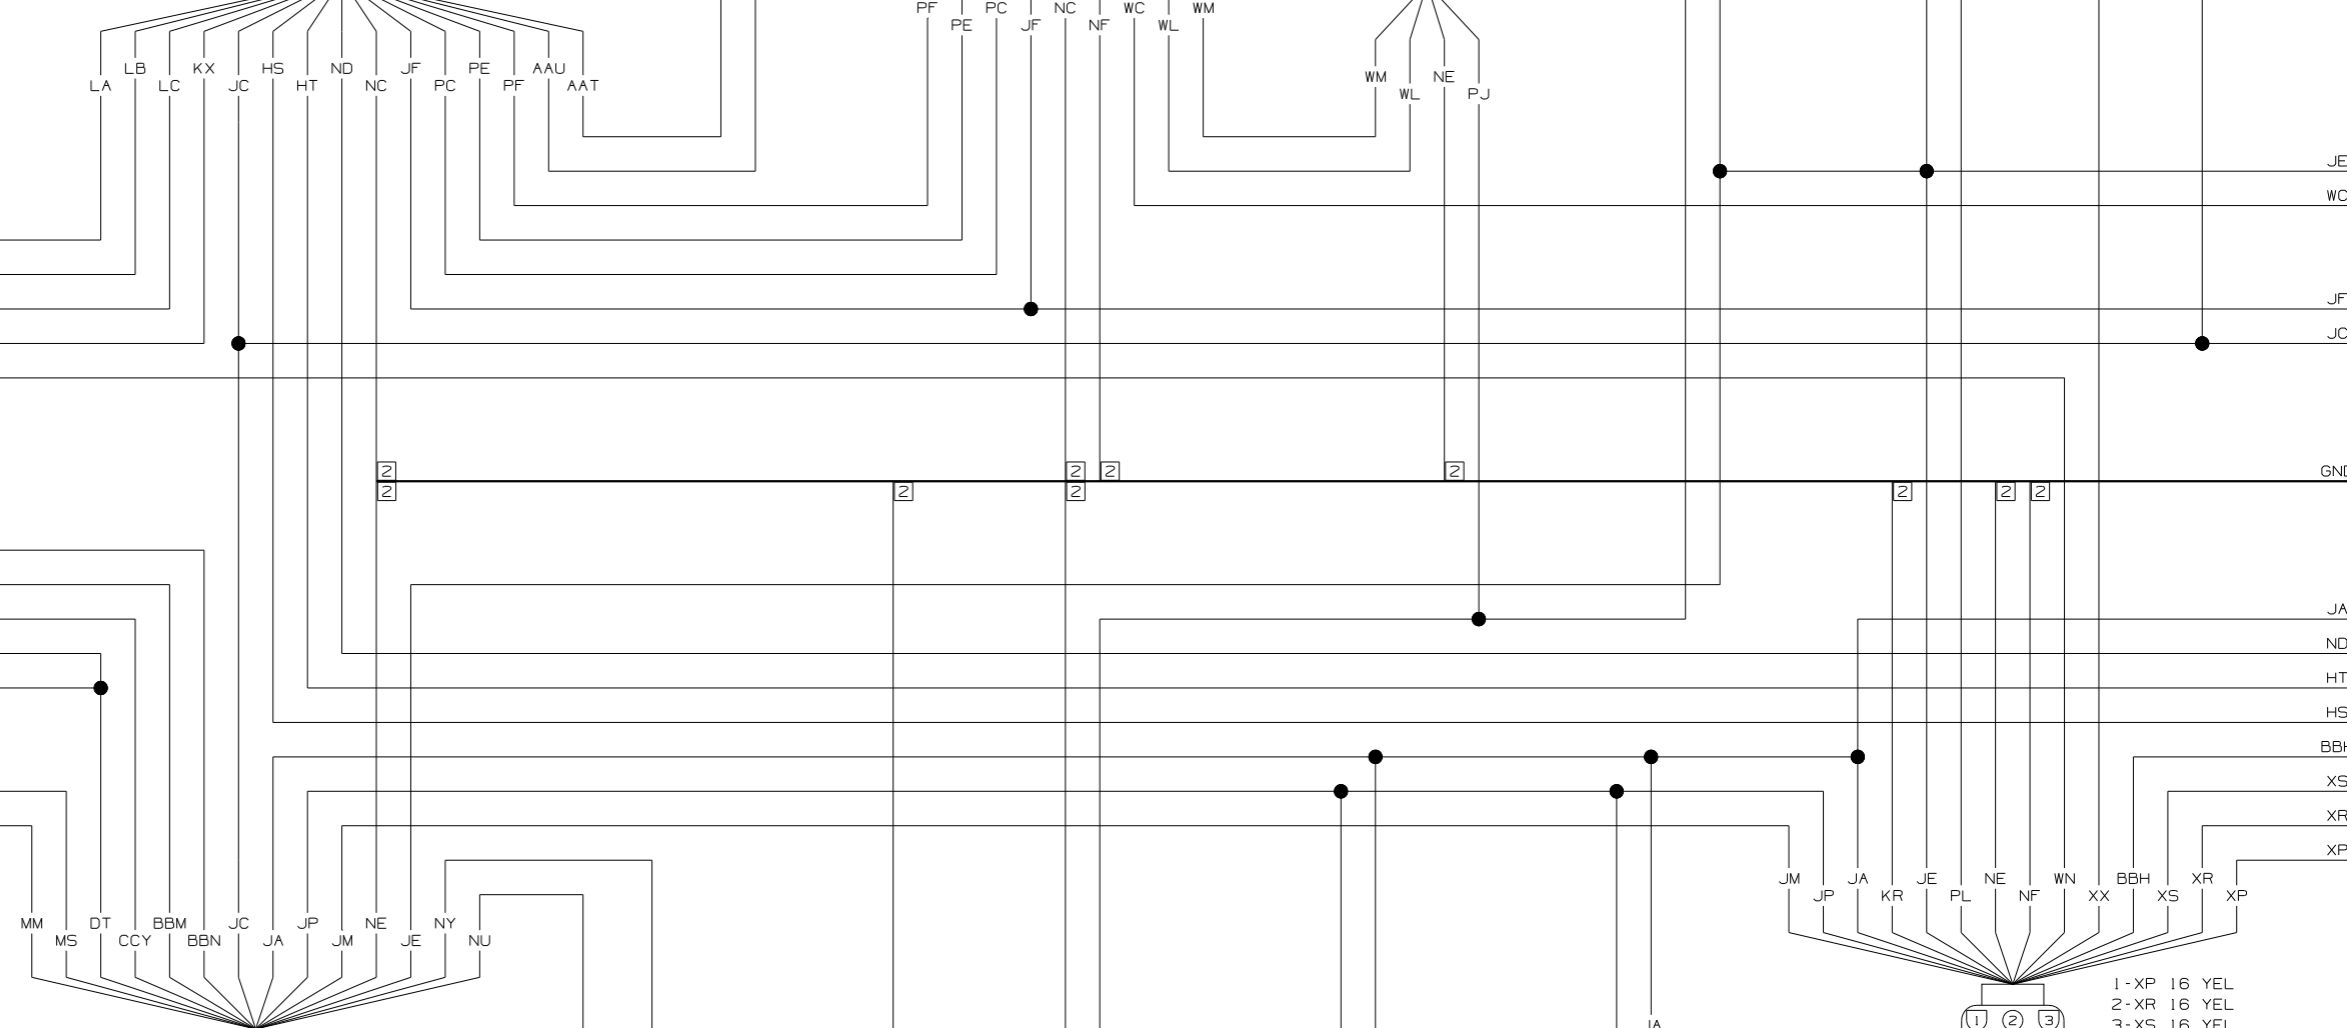 PF PC NC WC WM
PE JF NF WL
LB KX HS ND JF PE AAU WM NE
LA LC JC HT NC PC PF AAT WL PJ
JE
WC
JF
JC
2 2 2 2
2 2 2 2 2 2
JA
ND
HT
HS
XS
XR
XP
JM JA JE NE WN BBH XR
JP KR PL NF XX XS XP
MM DT BBM JC JP NE NY
MS CCY BBN JA JM JE NU
1-XP 16 YEL
2-XR 16 YEL
3-XS 16 YEL
1 2 3